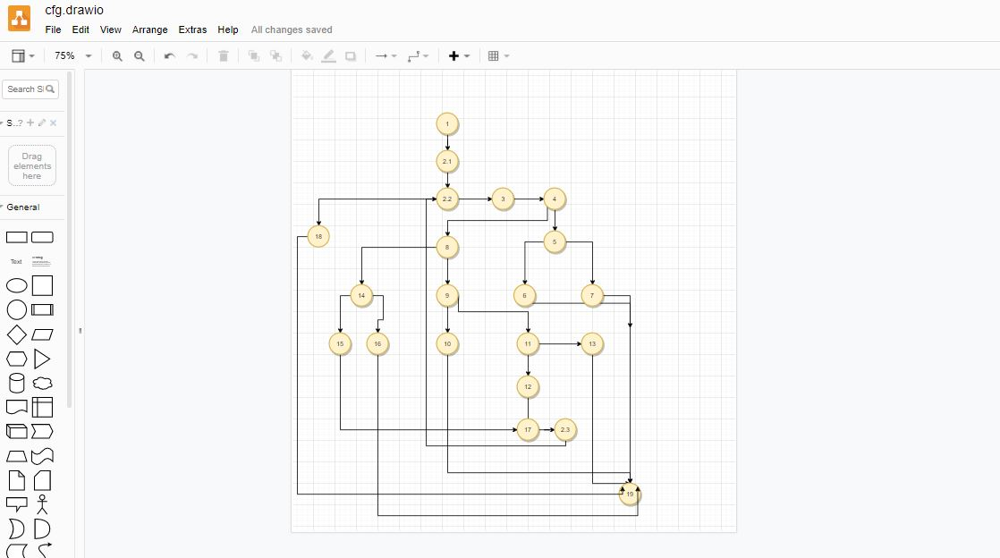 cfg.drawio
File Edit View Arrange Extras Help All changes saved
75%
Search S
S..?
Drag
elements
here
General
Text
1
2.1
2.2 3 4
18
5
8
14 9 6 7
15 16 10 11 13
12
17 2.3
19